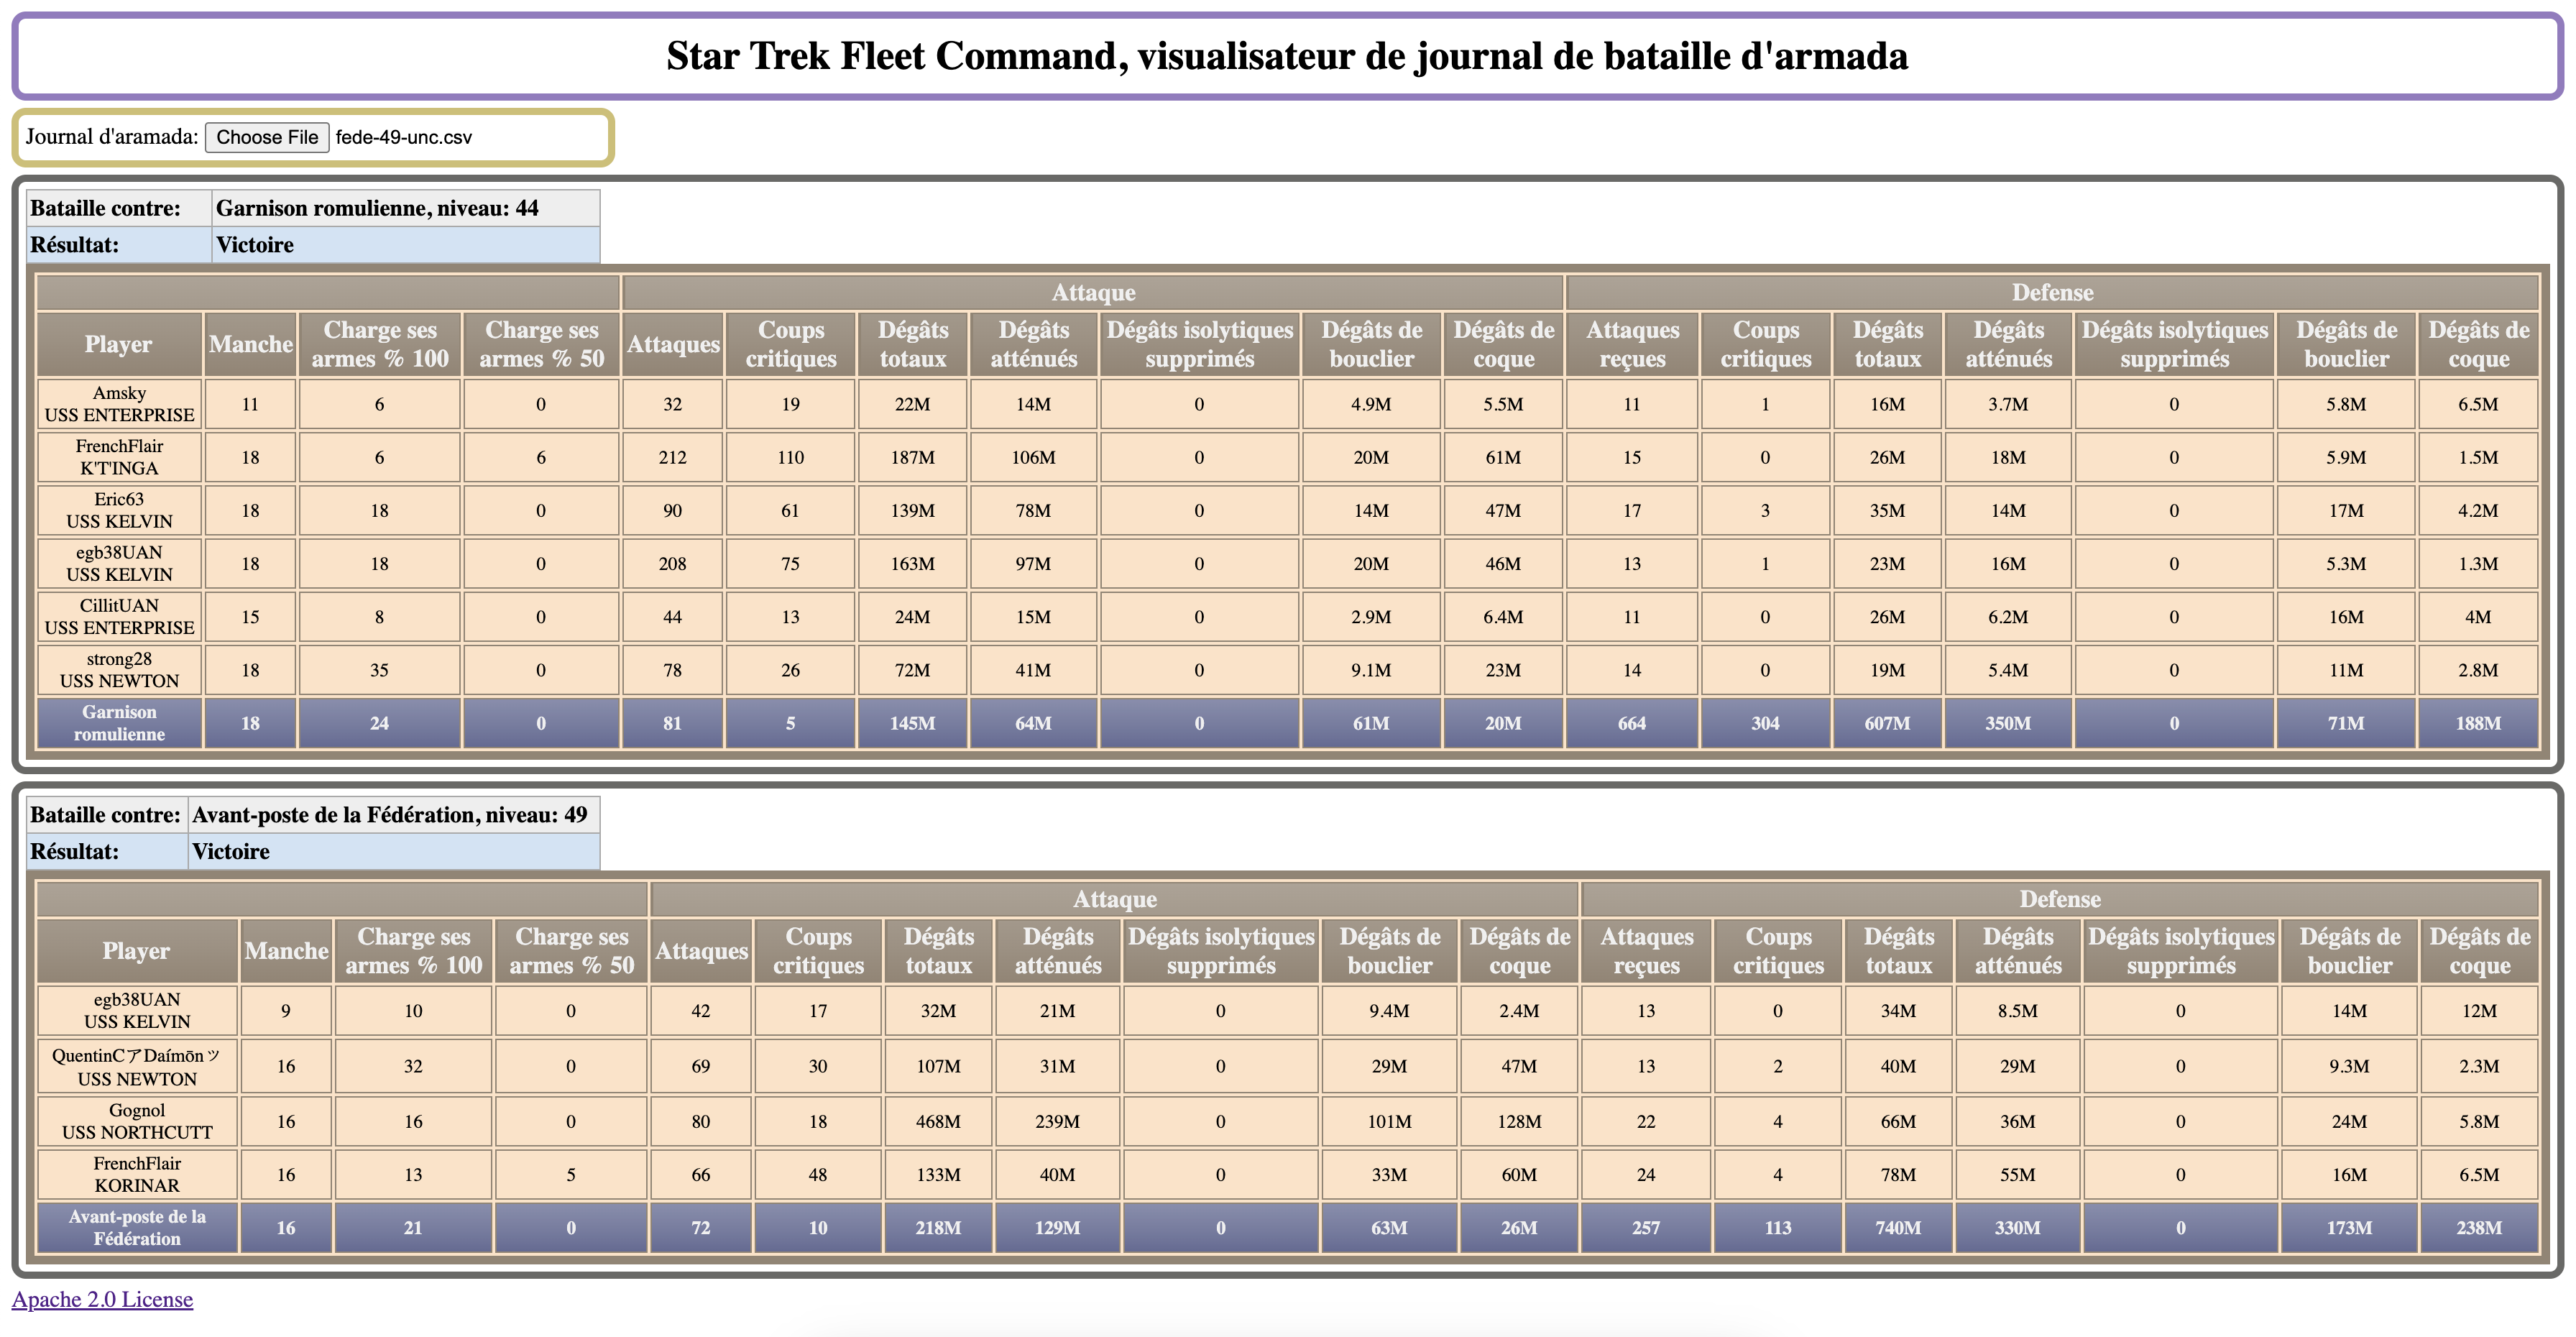 Star Trek Fleet Command, visualisateur de journal de bataille d'armada
Journal d'aramada: Choose File fede-49-unc.csv
Bataille contre: Garnison romulienne, niveau: 44
Résultat: Victoire
Attaque Defense
Player Manche Charge ses armes % 100 Charge ses armes % 50 Attaques Coups critiques Dégâts totaux Dégâts atténués Dégâts isolytiques supprimés Dégâts de bouclier Dégâts de coque Attaques reçues Coups critiques Dégâts totaux Dégâts atténués Dégâts isolytiques supprimés Dégâts de bouclier Dégâts de coque
Amsky USS ENTERPRISE 11 6 0 32 19 22M 14M 0 4.9M 5.5M 11 1 16M 3.7M 0 5.8M 6.5M
FrenchFlair K'T'INGA 18 6 6 212 110 187M 106M 0 20M 61M 15 0 26M 18M 0 5.9M 1.5M
Eric63 USS KELVIN 18 18 0 90 61 139M 78M 0 14M 47M 17 3 35M 14M 0 17M 4.2M
egb38UAN USS KELVIN 18 18 0 208 75 163M 97M 0 20M 46M 13 1 23M 16M 0 5.3M 1.3M
CillitUAN USS ENTERPRISE 15 8 0 44 13 24M 15M 0 2.9M 6.4M 11 0 26M 6.2M 0 16M 4M
strong28 USS NEWTON 18 35 0 78 26 72M 41M 0 9.1M 23M 14 0 19M 5.4M 0 11M 2.8M
Garnison romulienne 18 24 0 81 5 145M 64M 0 61M 20M 664 304 607M 350M 0 71M 188M
Bataille contre: Avant-poste de la Fédération, niveau: 49
Résultat: Victoire
Attaque Defense
Player Manche Charge ses armes % 100 Charge ses armes % 50 Attaques Coups critiques Dégâts totaux Dégâts atténués Dégâts isolytiques supprimés Dégâts de bouclier Dégâts de coque Attaques reçues Coups critiques Dégâts totaux Dégâts atténués Dégâts isolytiques supprimés Dégâts de bouclier Dégâts de coque
egb38UAN USS KELVIN 9 10 0 42 17 32M 21M 0 9.4M 2.4M 13 0 34M 8.5M 0 14M 12M
QuentinCアDaímōnツ USS NEWTON 16 32 0 69 30 107M 31M 0 29M 47M 13 2 40M 29M 0 9.3M 2.3M
Gognol USS NORTHCUTT 16 16 0 80 18 468M 239M 0 101M 128M 22 4 66M 36M 0 24M 5.8M
FrenchFlair KORINAR 16 13 5 66 48 133M 40M 0 33M 60M 24 4 78M 55M 0 16M 6.5M
Avant-poste de la Fédération 16 21 0 72 10 218M 129M 0 63M 26M 257 113 740M 330M 0 173M 238M
Apache 2.0 License